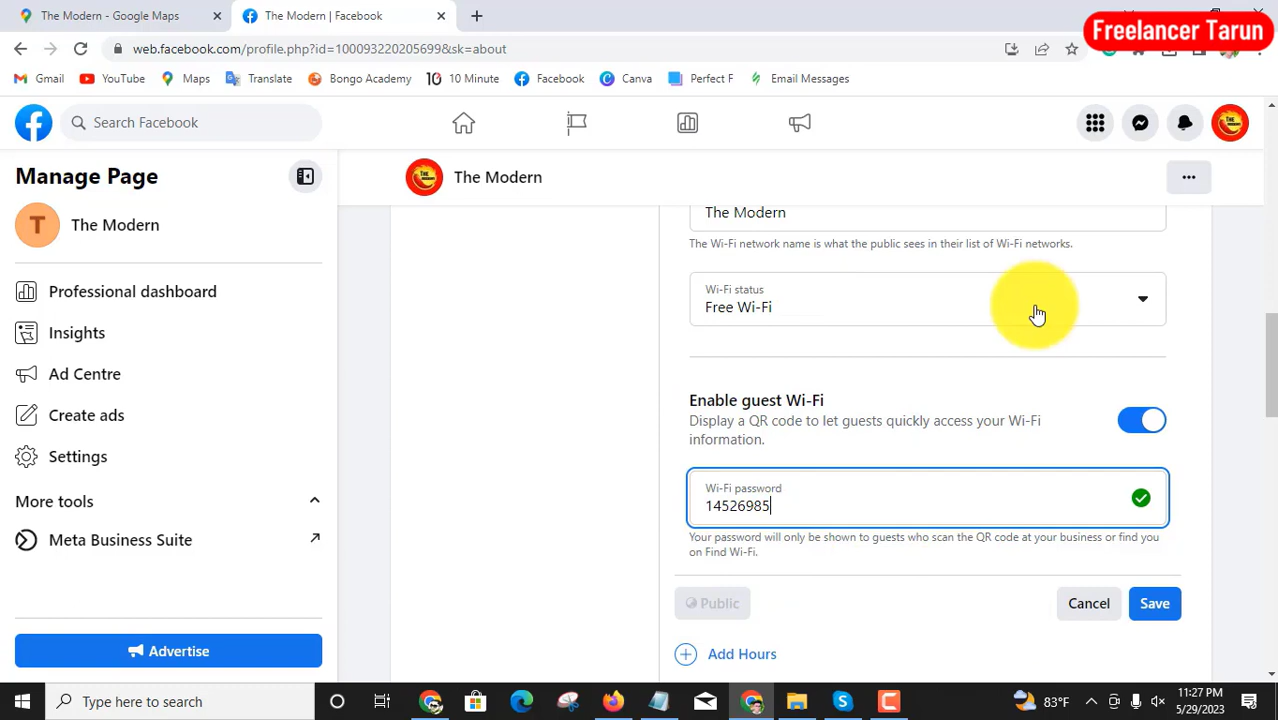 The Modern - Google Maps
The Modern | Facebook
Freelancer Tarun
web.facebook.com/profile.php?id=1000932202056998&sk=about
Gmail
YouTube
Maps
Translate
Bongo Academy
10 Minute
Facebook
Canva
Perfect F
Email Messages
Search Facebook
Manage Page
The Modern
T
The Modern
Professional dashboard
Insights
Ad Centre
Create ads
Settings
More tools
Meta Business Suite
Advertise
The Modern
The Wi-Fi network name is what the public sees in their list of Wi-Fi networks.
Wi-Fi status
Free Wi-Fi
Enable guest Wi-Fi
Display a QR code to let guests quickly access your Wi-Fi
information.
Wi-Fi password
14526985
Your password will only be shown to guests who scan the QR code at your business or find you
on Find Wi-Fi.
Public
Cancel
Save
Add Hours
Type here to search
83°F
11:27 PM
5/29/2023